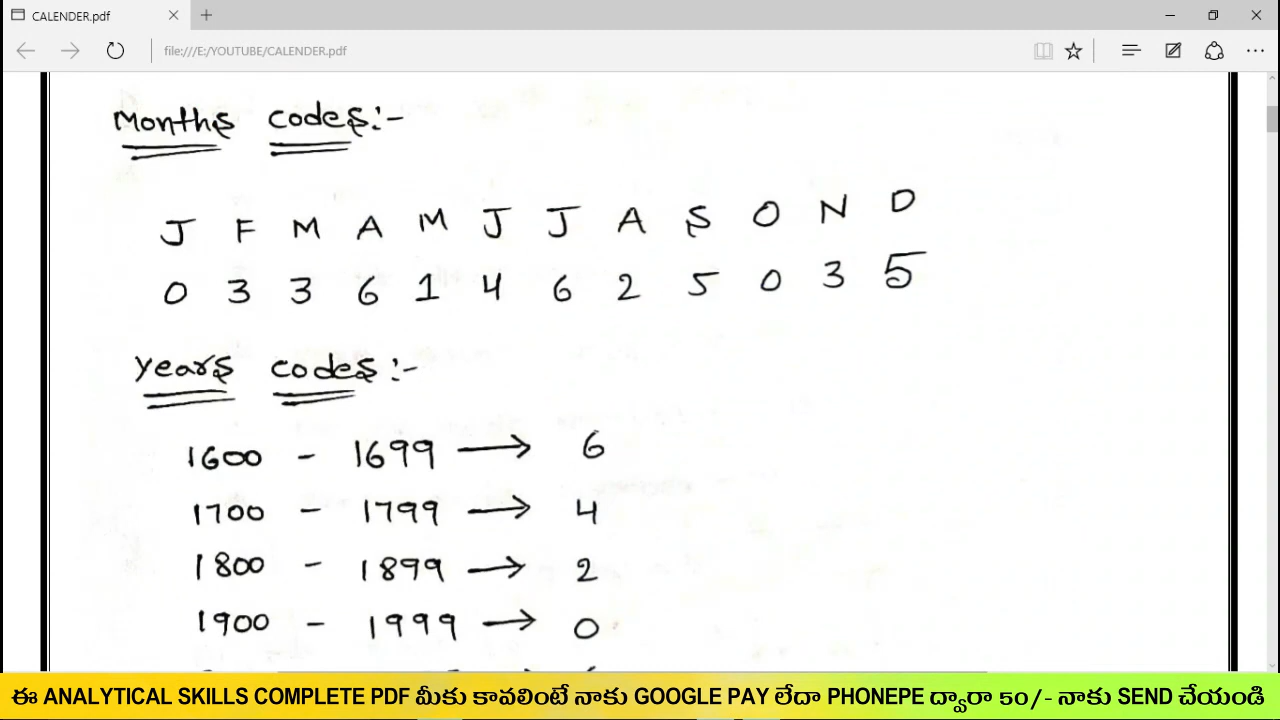 CALENDER.pdf
file:///E:/YOUTUBE/CALENDER.pdf
Months codes:-
J F M A M J J A S O N D
0 3 3 6 1 4 6 2 5 0 3 5
years codes:-
1600 - 1699 → 6
1700 - 1799 → 4
1800 - 1899 → 2
1900 - 1999 → 0
ఈ ANALYTICAL SKILLS COMPLETE PDF మీకు కావలింటే నాకు GOOGLE PAY లేదా PHONEPE ద్వారా 50/- నాకు SEND చేయండి